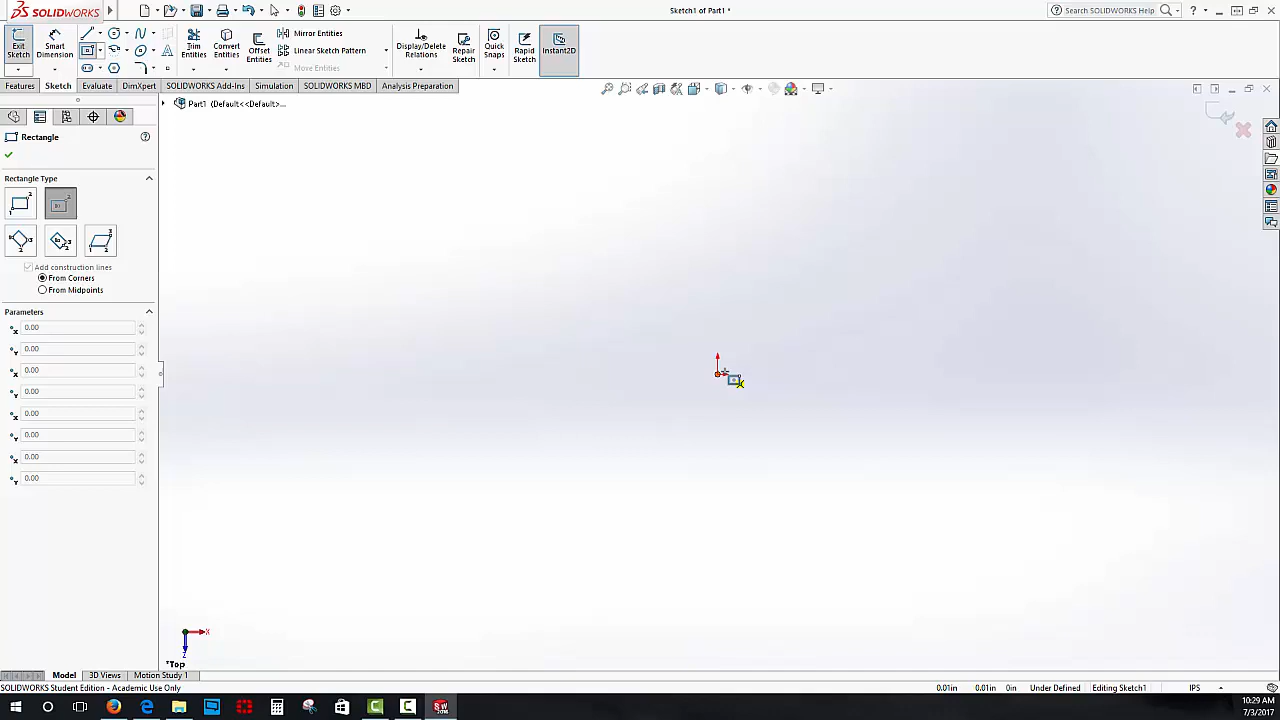 SOLIDWORKS
Sketch1 of Part1 *
Search SOLIDWORKS Help
Exit Sketch
Smart Dimension
Trim Entities
Convert Entities
Offset Entities
Mirror Entities
Linear Sketch Pattern
Move Entities
Display/Delete Relations
Repair Sketch
Quick Snaps
Rapid Sketch
Instant2D
Features
Sketch
Evaluate
DimXpert
SOLIDWORKS Add-Ins
Simulation
SOLIDWORKS MBD
Analysis Preparation
Part1 (Default<<Default>...
Rectangle
Rectangle Type
Add construction lines
From Corners
From Midpoints
Parameters
0.00
0.00
0.00
0.00
0.00
0.00
0.00
0.00
X
Z
*Top
Model
3D Views
Motion Study 1
SOLIDWORKS Student Edition - Academic Use Only
0.01in
0.01in
0in
Under Defined
Editing Sketch1
IPS
10:29 AM
7/3/2017